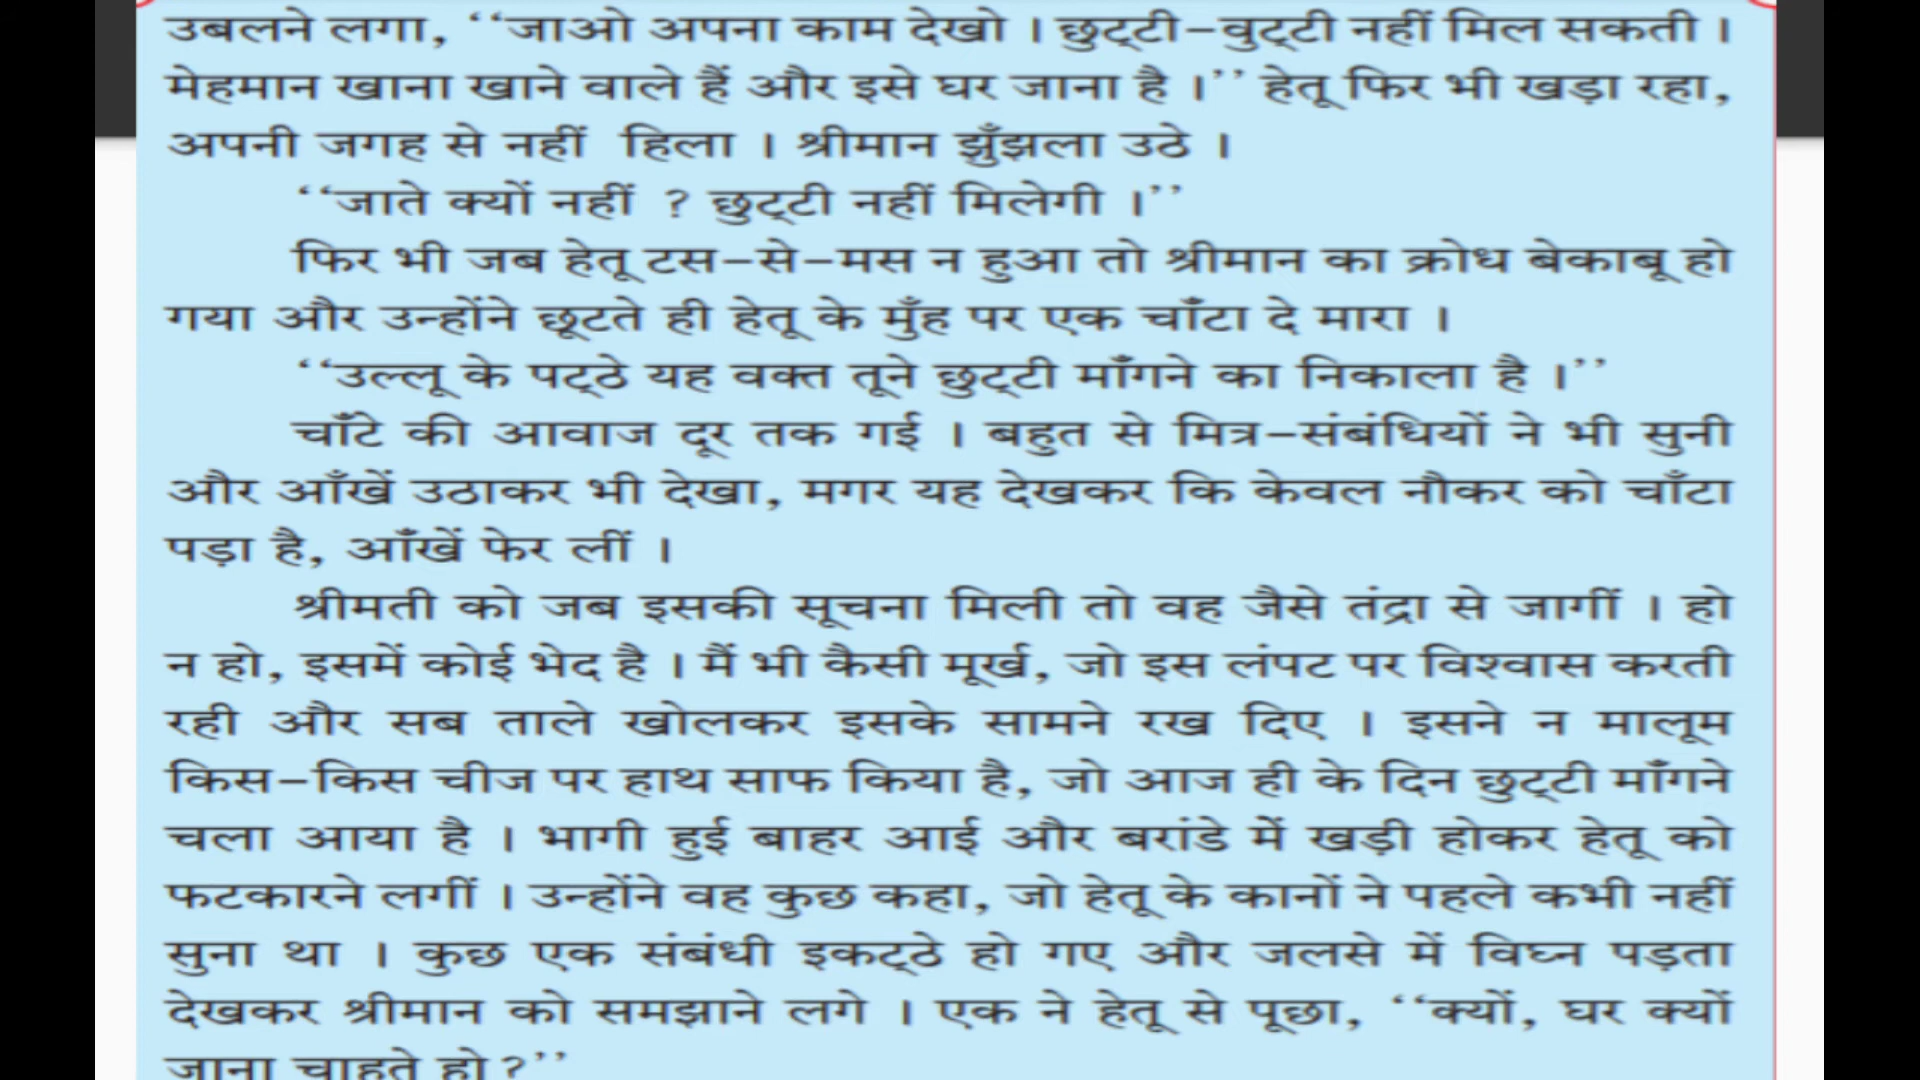 उबलने लगा, ‘‘जाओ अपना काम देखो । छुट्‌टी-वुट्‌टी नहीं मिल सकती ।
मेहमान खाना खाने वाले हैं और इसे घर जाना है ।’’ हेतू फिर भी खड़ा रहा,
अपनी जगह से नहीं हिला । श्रीमान झुँझला उठे ।
‘‘जाते क्यों नहीं ? छुट्‌टी नहीं मिलेगी ।’’
फिर भी जब हेतू टस-से-मस न हुआ तो श्रीमान का क्रोध बेकाबू हो
गया और उन्होंने छूटते ही हेतू के मुँह पर एक चाँटा दे मारा ।
‘‘उल्लू के पट्‌ठे यह वक्त तूने छुट्‌टी माँगने का निकाला है ।’’
चाँटे की आवाज दूर तक गई । बहुत से मित्र-संबंधियों ने भी सुनी
और आँखें उठाकर भी देखा, मगर यह देखकर कि केवल नौकर को चाँटा
पड़ा है, आँखें फेर लीं ।
श्रीमती को जब इसकी सूचना मिली तो वह जैसे तंद्रा से जागीं । हो
न हो, इसमें कोई भेद है । मैं भी कैसी मूर्ख, जो इस लंपट पर विश्वास करती
रही और सब ताले खोलकर इसके सामने रख दिए । इसने न मालूम
किस-किस चीज पर हाथ साफ किया है, जो आज ही के दिन छुट्‌टी माँगने
चला आया है । भागी हुई बाहर आई और बरांडे में खड़ी होकर हेतू को
फटकारने लगीं । उन्होंने वह कुछ कहा, जो हेतू के कानों ने पहले कभी नहीं
सुना था । कुछ एक संबंधी इकट्‌ठे हो गए और जलसे में विघ्न पड़ता
देखकर श्रीमान को समझाने लगे । एक ने हेतू से पूछा, ‘‘क्यों, घर क्यों
जाना चाहते हो ?’’